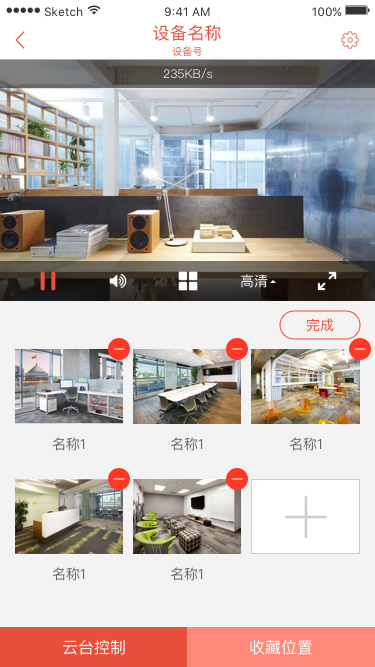 Sketch
9:41 AM
100%
设备名称
设备号
235KB/s
高清
完成
名称1
名称1
名称1
名称1
名称1
云台控制
收藏位置